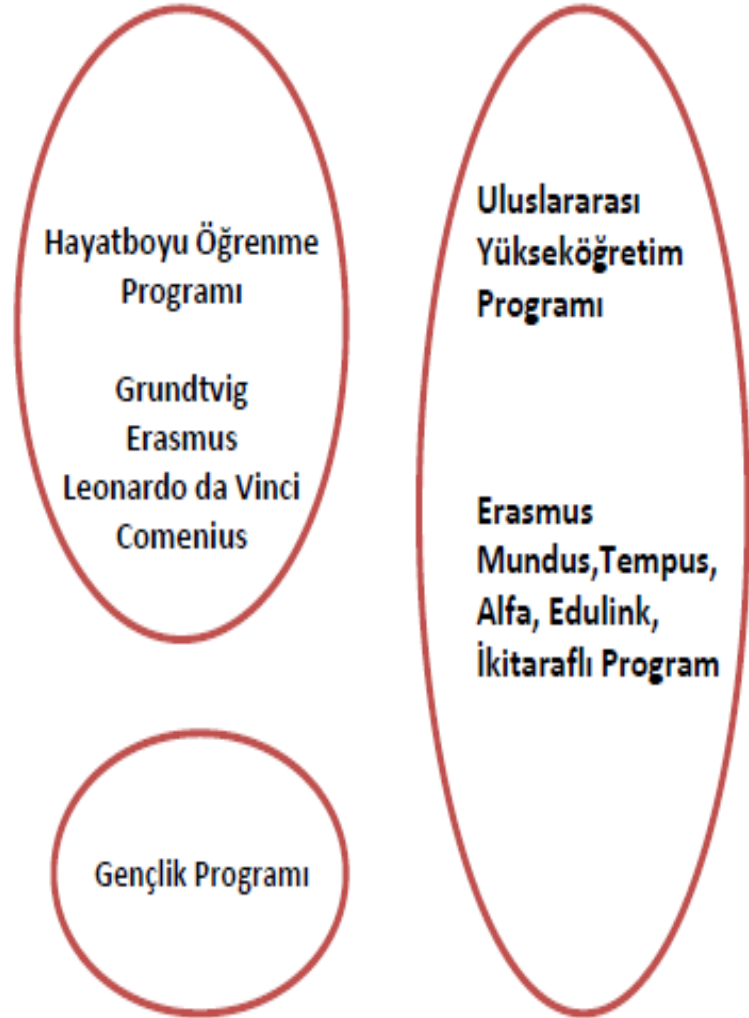 Hayatboyu Öğrenme
Programı
Grundtvig
Erasmus
Leonardo da Vinci
Comenius
Gençlik Programı
Uluslararası
Yükseköğretim
Programı
Erasmus
Mundus,Tempus,
Alfa, Edulink,
İkitaraflı Program